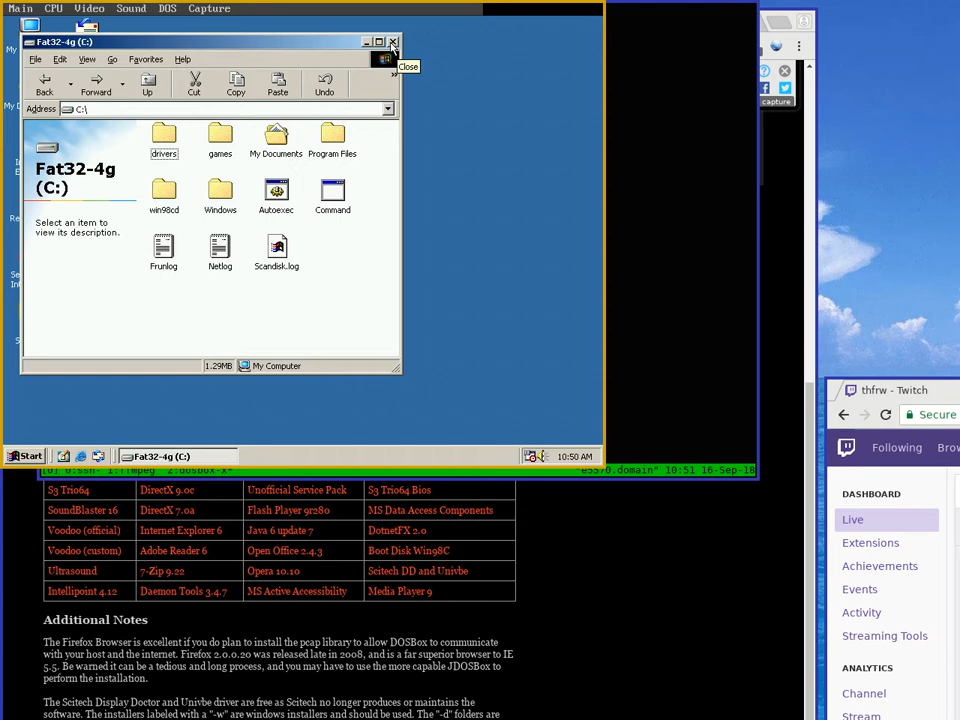 Main CPU Video Sound DOS Capture
Fat32-4g (C:)
Close
File Edit View Go Favorites Help
Back Forward Up Cut Copy Paste Undo
Address C:\
Fat32-4g
(C:)
Select an item to
view its description.
drivers games My Documents Program Files
win98cd Windows Autoexec Command
Frunlog Netlog Scandisk.log
1.29MB My Computer
Start Fat32-4g (C:) 10:50 AM
capture
[0] 0:ssh- 1:ffmpeg 2:dosbox-x* "e5570.domain" 10:51 16-Sep-18
S3 Trio64 DirectX 9.0c Unofficial Service Pack S3 Trio64 Bios
SoundBlaster 16 DirectX 7.0a Flash Player 9r280 MS Data Access Components
Voodoo (official) Internet Explorer 6 Java 6 update 7 DotnetFX 2.0
Voodoo (custom) Adobe Reader 6 Open Office 2.4.3 Boot Disk Win98C
Ultrasound 7-Zip 9.22 Opera 10.10 Scitech DD and Univbe
Intellipoint 4.12 Daemon Tools 3.4.7 MS Active Accessibility Media Player 9
Additional Notes
The Firefox Browser is excellent if you do plan to install the pcap library to allow DOSBox to communicate
with your host and the internet. Firefox 2.0.0.20 was released late in 2008, and is a far superior browser to IE
5.5. Be warned it can be a tedious and long process, and you may have to use the more capable JDOSBox to
perform the installation.
The Scitech Display Doctor and Univbe driver are free as Scitech no longer produces or maintains the
software. The installers labeled with a "-w" are windows installers and should be used. The "-d" folders are
thfrw - Twitch
Secure
Following Brow
DASHBOARD
Live
Extensions
Achievements
Events
Activity
Streaming Tools
ANALYTICS
Channel
Stream